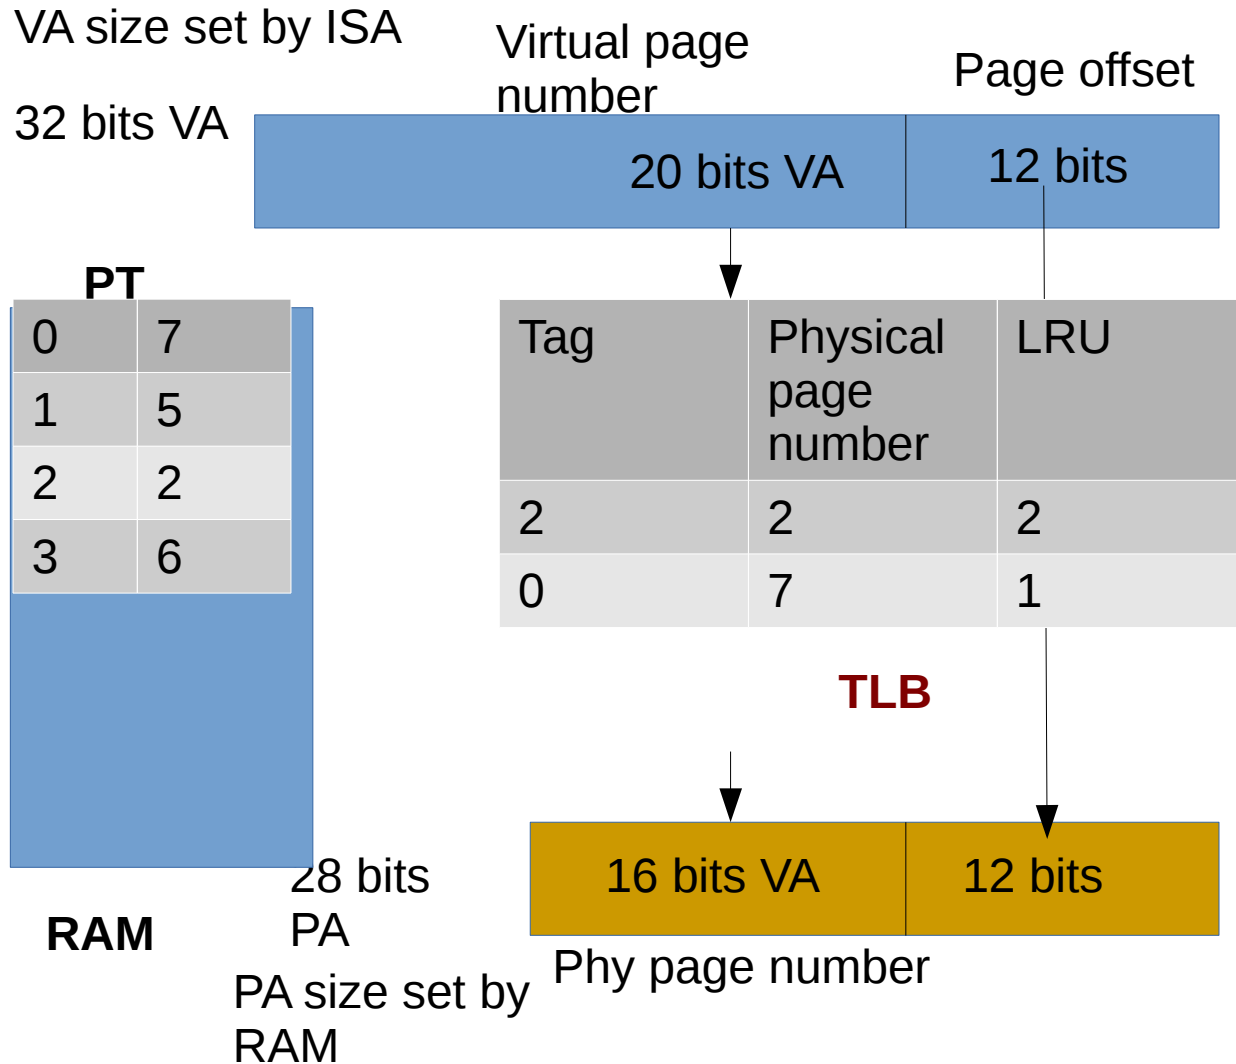 VA size set by ISA
Virtual page
number
Page offset
32 bits VA
20 bits VA
12 bits
PT
0 7
1 5
2 2
3 6
Tag Physical page number LRU
2 2 2
0 7 1
TLB
28 bits
PA
16 bits VA
12 bits
RAM
Phy page number
PA size set by
RAM